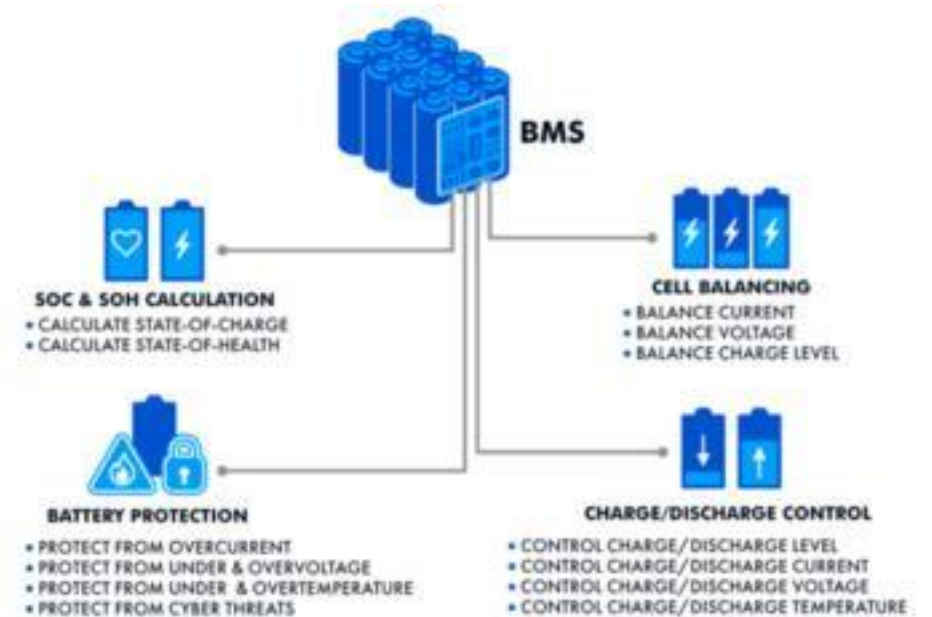 BMS
SOC & SOH CALCULATION
• CALCULATE STATE-OF-CHARGE
• CALCULATE STATE-OF-HEALTH
CELL BALANCING
• BALANCE CURRENT
• BALANCE VOLTAGE
• BALANCE CHARGE LEVEL
BATTERY PROTECTION
• PROTECT FROM OVERCURRENT
• PROTECT FROM UNDER & OVERVOLTAGE
• PROTECT FROM UNDER & OVERTEMPERATURE
• PROTECT FROM CYBER THREATS
CHARGE/DISCHARGE CONTROL
• CONTROL CHARGE/DISCHARGE LEVEL
• CONTROL CHARGE/DISCHARGE CURRENT
• CONTROL CHARGE/DISCHARGE VOLTAGE
• CONTROL CHARGE/DISCHARGE TEMPERATURE